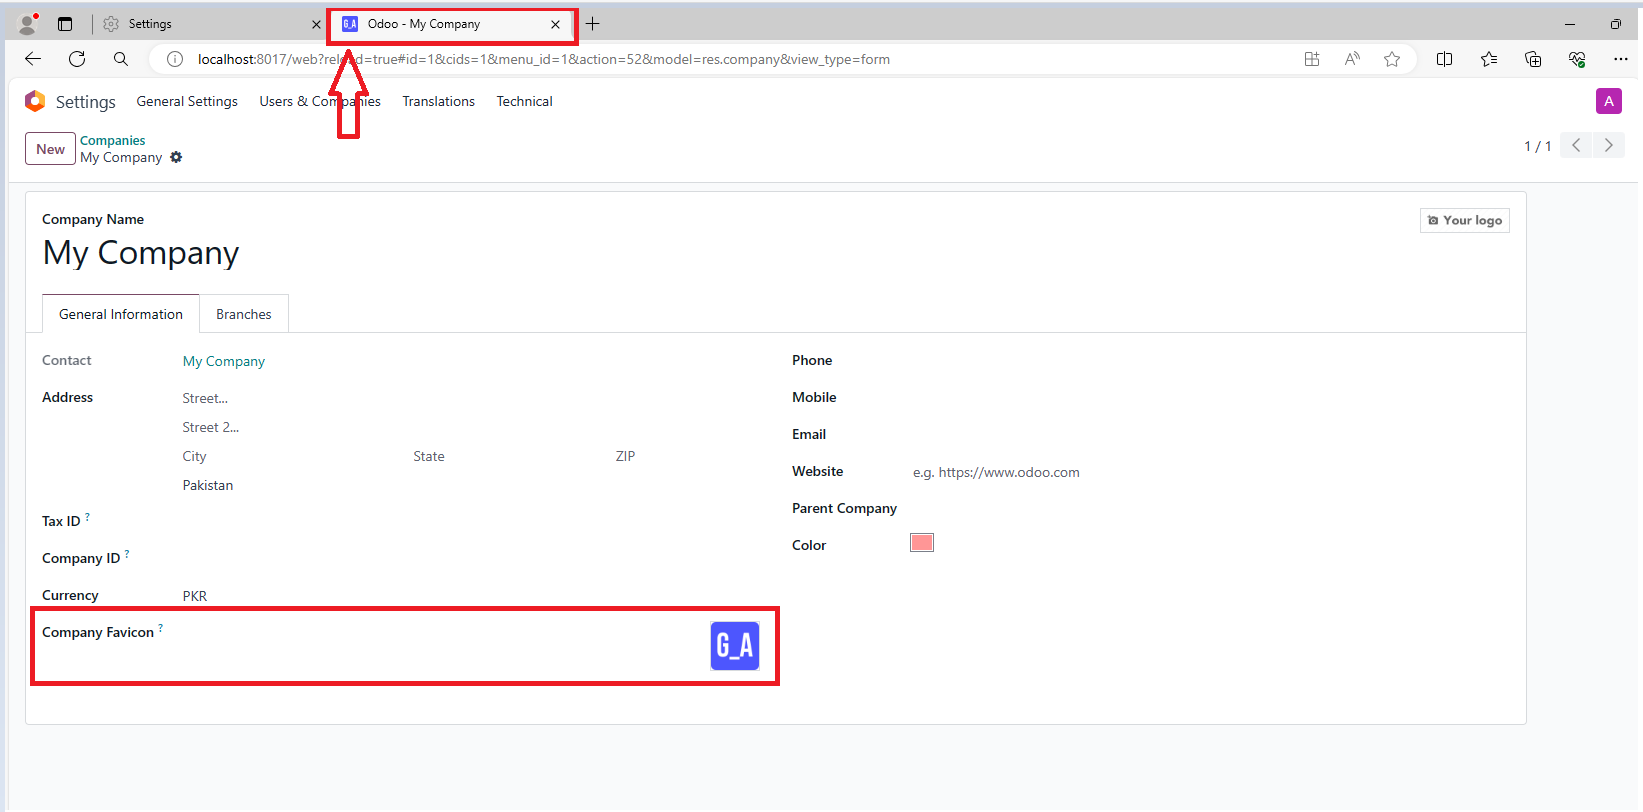 Settings
G_A Odoo - My Company
localhost:8017/web?reload=true#id=1&cids=1&menu_id=1&action=52&model=res.company&view_type=form
Settings General Settings Users & Companies Translations Technical A
New Companies
My Company
1 / 1
Company Name
Your logo
My Company
General Information Branches
Contact My Company
Address Street...
Street 2...
City State ZIP
Pakistan
Tax ID ?
Company ID ?
Currency PKR
Company Favicon ? G_A
Phone
Mobile
Email
Website e.g. https://www.odoo.com
Parent Company
Color